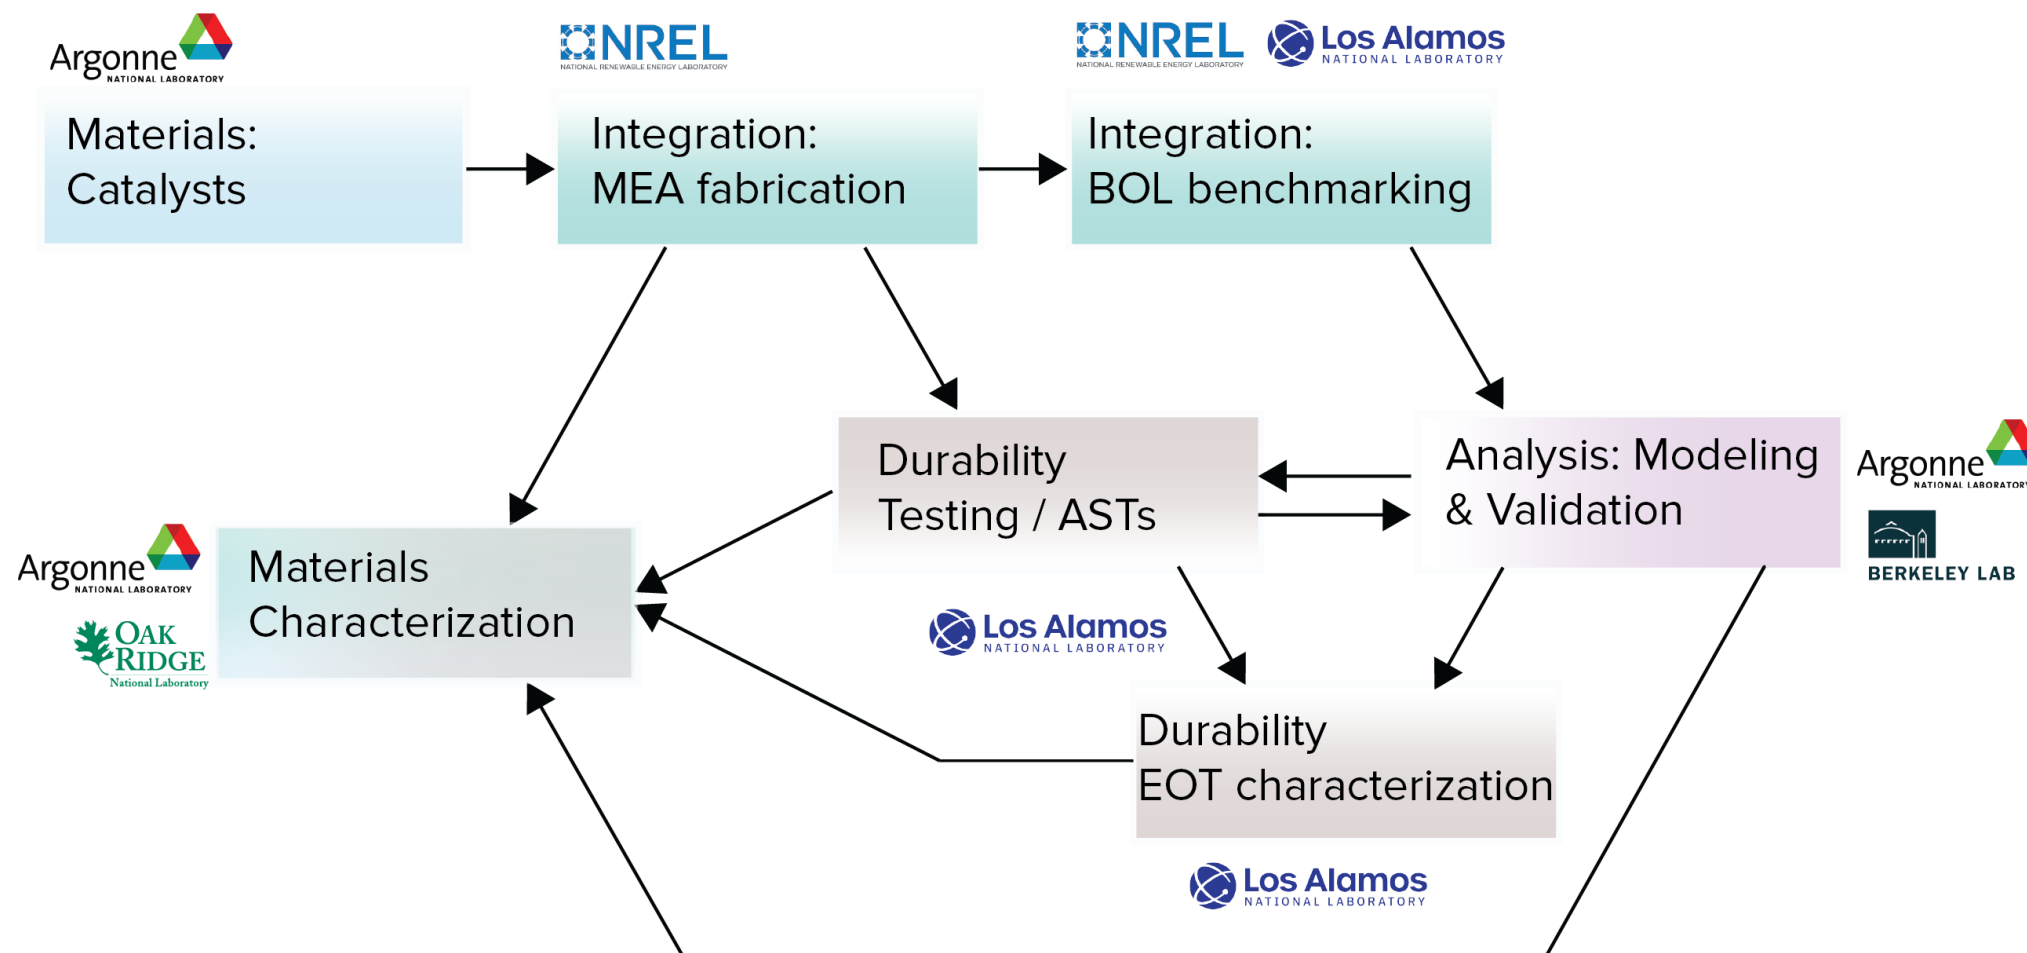 Argonne
NATIONAL LABORATORY
NREL
NATIONAL RENEWABLE ENERGY LABORATORY
NREL
NATIONAL RENEWABLE ENERGY LABORATORY
Los Alamos
NATIONAL LABORATORY
Materials:
Catalysts
Integration:
MEA fabrication
Integration:
BOL benchmarking
Durability
Testing / ASTs
Analysis: Modeling
& Validation
Argonne
NATIONAL LABORATORY
BERKELEY LAB
Argonne
NATIONAL LABORATORY
OAK
RIDGE
National Laboratory
Materials
Characterization
Los Alamos
NATIONAL LABORATORY
Durability
EOT characterization
Los Alamos
NATIONAL LABORATORY